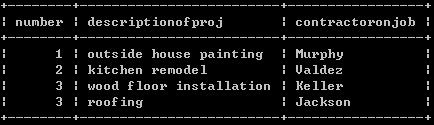 number | descriptionofproj | contractoronjob
1 | outside house painting | Murphy
2 | kitchen remodel | Valdez
3 | wood floor installation | Keller
3 | roofing | Jackson